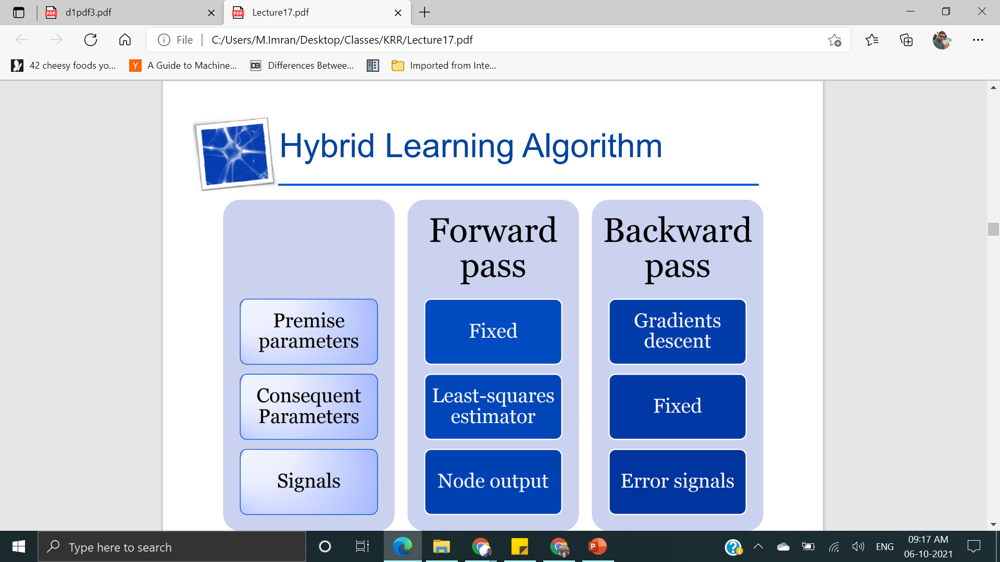 d1pdf3.pdf
Lecture17.pdf
File
C:/Users/M.Imran/Desktop/Classes/KRR/Lecture17.pdf
42 cheesy foods yo...
Y
A Guide to Machine...
DB
Differences Betwee...
Imported from Inte...
Hybrid Learning Algorithm
Forward
pass
Backward
pass
Premise
parameters
Fixed
Gradients
descent
Consequent
Parameters
Least-squares
estimator
Fixed
Signals
Node output
Error signals
Type here to search
ENG
09:17 AM
06-10-2021